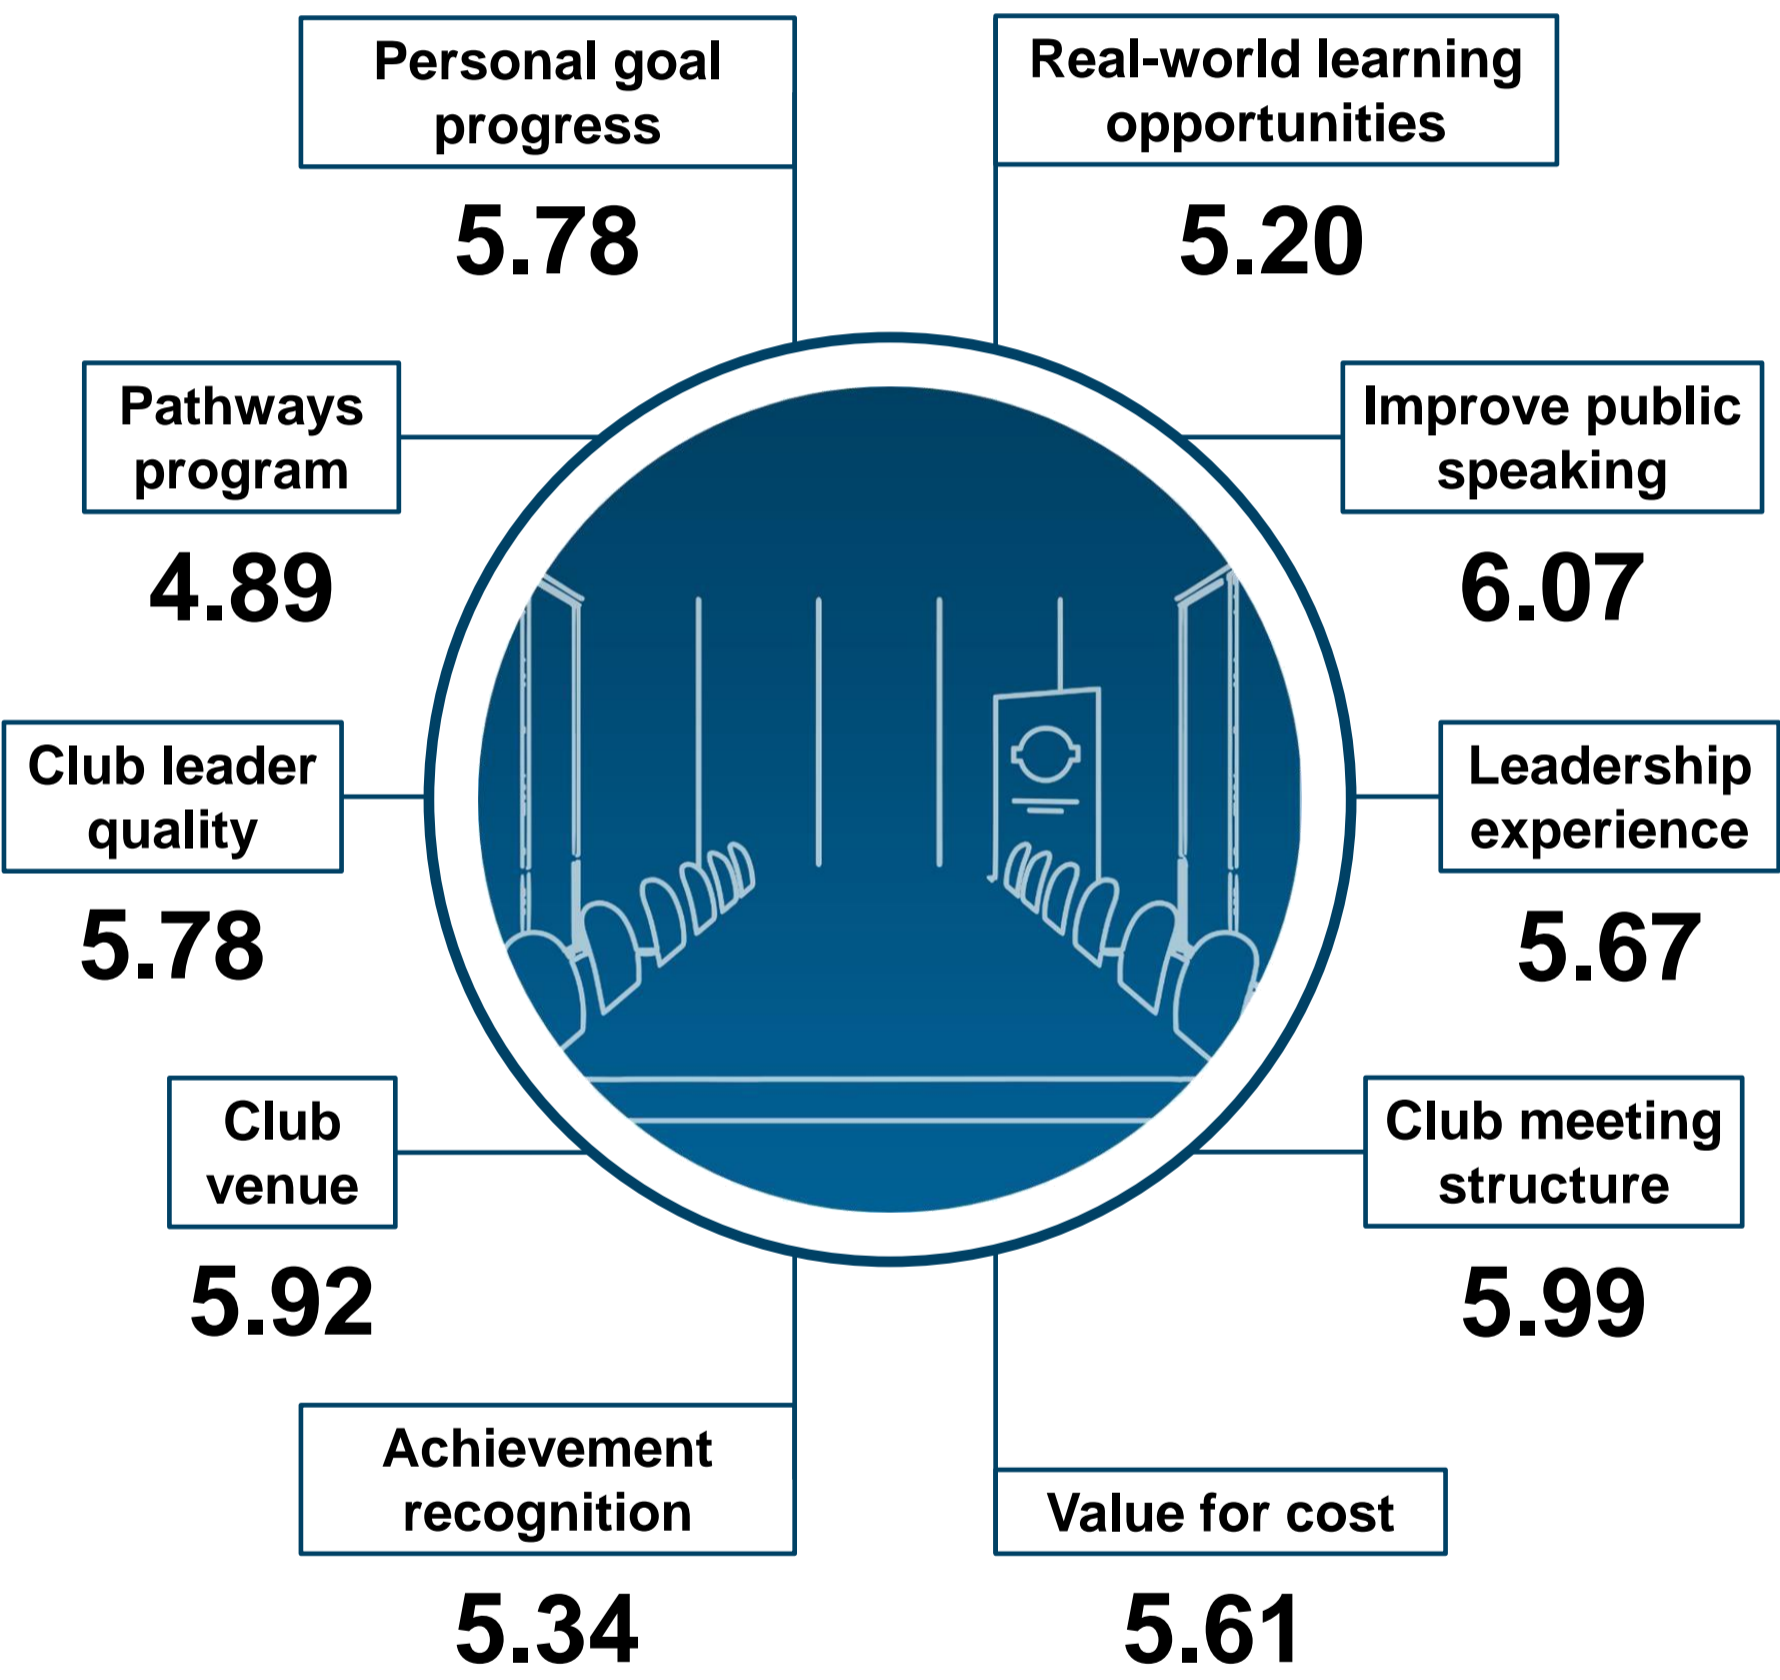 Personal goal
progress
5.78
Real-world learning
opportunities
5.20
Pathways
program
4.89
Improve public
speaking
6.07
Club leader
quality
5.78
Leadership
experience
5.67
Club
venue
5.92
Club meeting
structure
5.99
Achievement
recognition
5.34
Value for cost
5.61